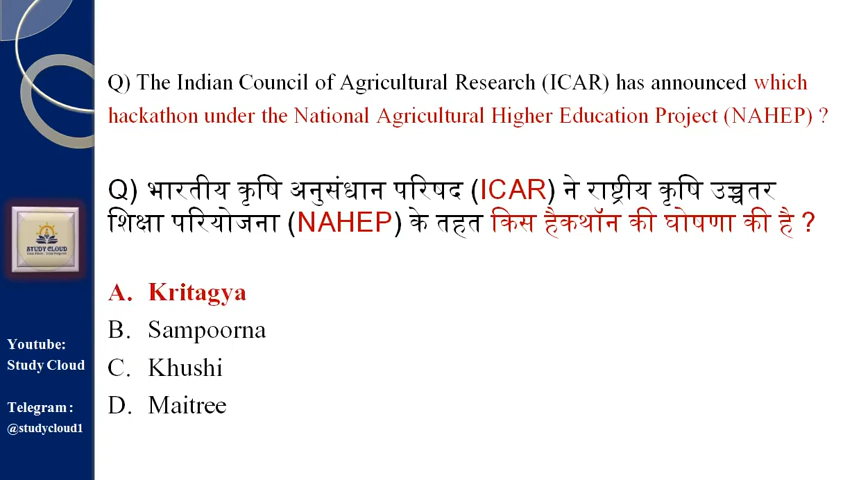 Q) The Indian Council of Agricultural Research (ICAR) has announced which
hackathon under the National Agricultural Higher Education Project (NAHEP) ?
Q) भारतीय कृषि अनुसंधान परिषद (ICAR) ने राष्ट्रीय कृषि उच्चतर
शिक्षा परियोजना (NAHEP) के तहत किस हैकथॉन की घोषणा की है ?
A. Kritagya
B. Sampoorna
C. Khushi
D. Maitree
STUDY CLOUD
Youtube:
Study Cloud
Telegram :
@studycloud1